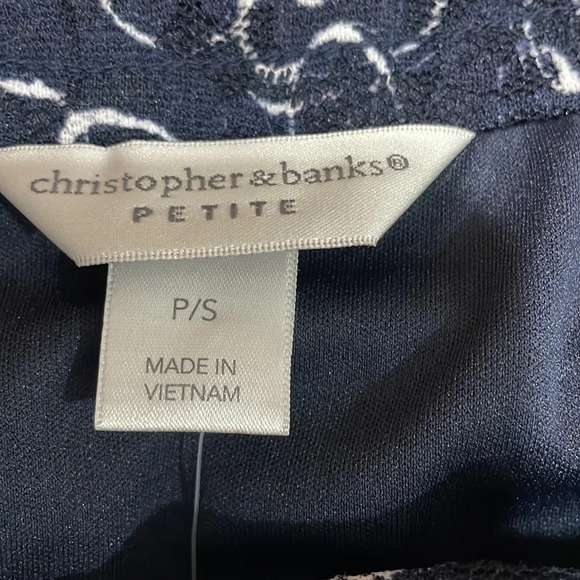 christopher & banks®
PETITE
P/S
MADE IN
VIETNAM